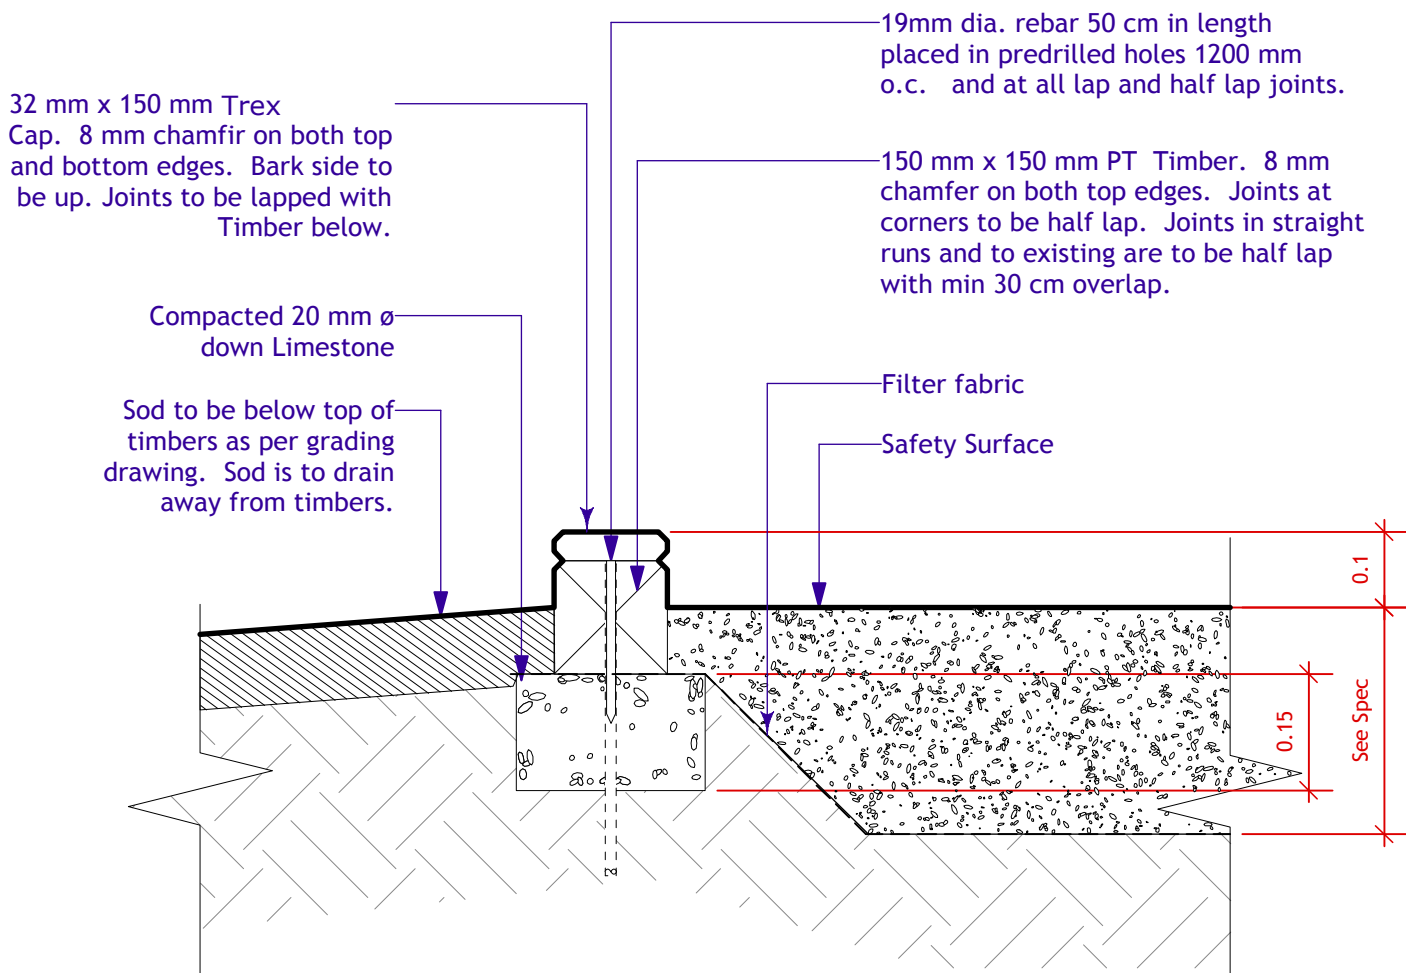 19mm dia. rebar 50 cm in length
placed in predrilled holes 1200 mm
o.c. and at all lap and half lap joints.
32 mm x 150 mm Trex
Cap. 8 mm chamfir on both top
and bottom edges. Bark side to
be up. Joints to be lapped with
Timber below.
150 mm x 150 mm PT Timber. 8 mm
chamfer on both top edges. Joints at
corners to be half lap. Joints in straight
runs and to existing are to be half lap
with min 30 cm overlap.
Compacted 20 mm ø
down Limestone
Filter fabric
Sod to be below top of
timbers as per grading
drawing. Sod is to drain
away from timbers.
Safety Surface
0.1
0.15
See Spec